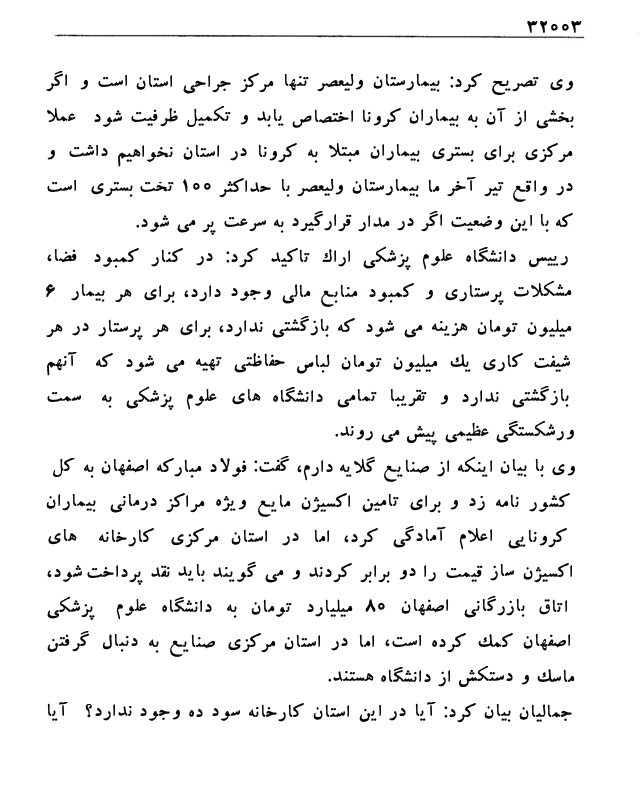 ۳۲۰۰۳
وی تصریح کرد: بیمارستان ولیعصر تنها مرکز جراحی استان است و اگر
بخشی از آن به بیماران کرونا اختصاص یابد و تکمیل ظرفیت شود عملا
مرکزی برای بستری بیماران مبتلا به کرونا در استان نخواهیم داشت و
در واقع تیر آخر ما بیمارستان ولیعصر با حداکثر ۱۰۰ تخت بستری است
که با این وضعیت اگر در مدار قرارگیرد به سرعت پر می شود.
رییس دانشگاه علوم پزشکی اراك تاکید کرد: در کنار کمبود فضا،
مشکلات پرستاری و کمبود منابع مالی وجود دارد، برای هر بیمار ۶
میلیون تومان هزینه می شود که بازگشتی ندارد، برای هر پرستار در هر
شیفت کاری یك میلیون تومان لباس حفاظتی تهیه می شود که آنهم
بازگشتی ندارد و تقریبا تمامی دانشگاه های علوم پزشکی به سمت
ورشکستگی عظیمی پیش می روند.
وی با بیان اینکه از صنایع گلایه دارم، گفت: فولاد مبارکه اصفهان به کل
کشور نامه زد و برای تامین اکسیژن مایع ویژه مراکز درمانی بیماران
کرونایی اعلام آمادگی کرد، اما در استان مرکزی کارخانه های
اکسیژن ساز قیمت را دو برابر کردند و می گویند باید نقد پرداخت شود،
اتاق بازرگانی اصفهان ۸۰ میلیارد تومان به دانشگاه علوم پزشکی
اصفهان کمك کرده است، اما در استان مرکزی صنایع به دنبال گرفتن
ماسك و دستکش از دانشگاه هستند.
جمالیان بیان کرد: آیا در این استان کارخانه سود ده وجود ندارد؟ آیا